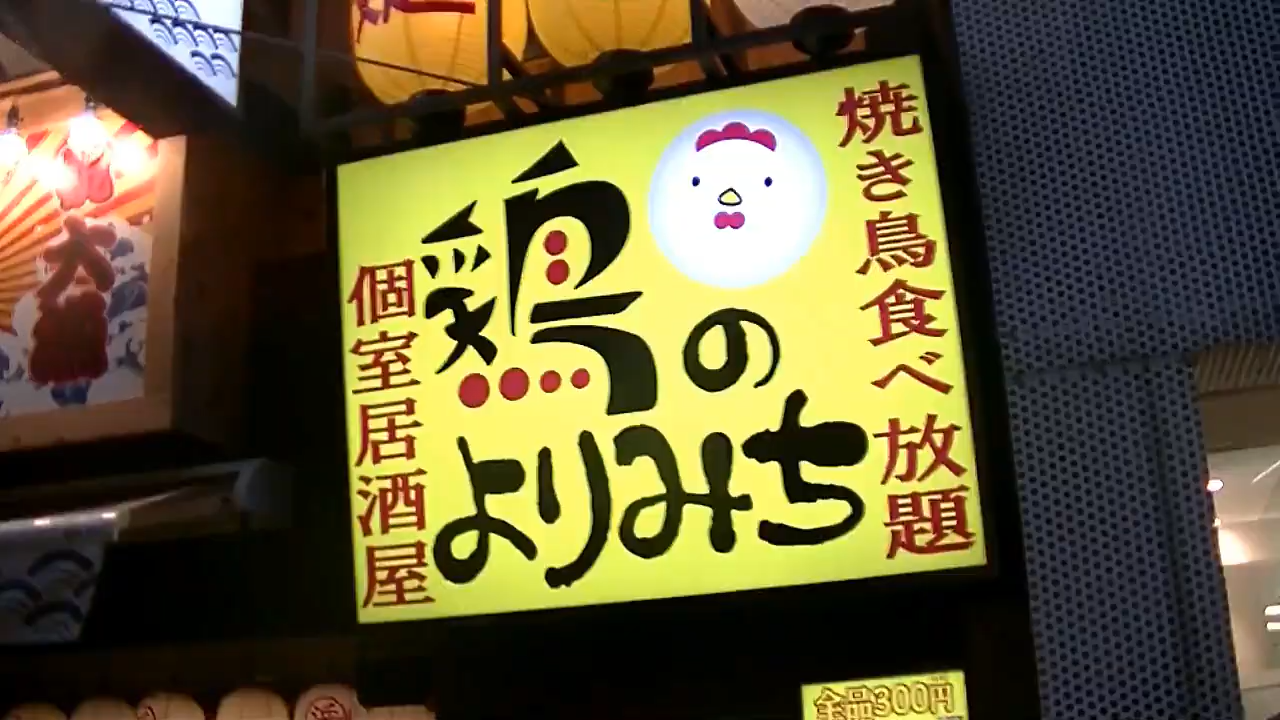 焼き鳥食べ放題
鶏の
よりみち
個室居酒屋
全品300円